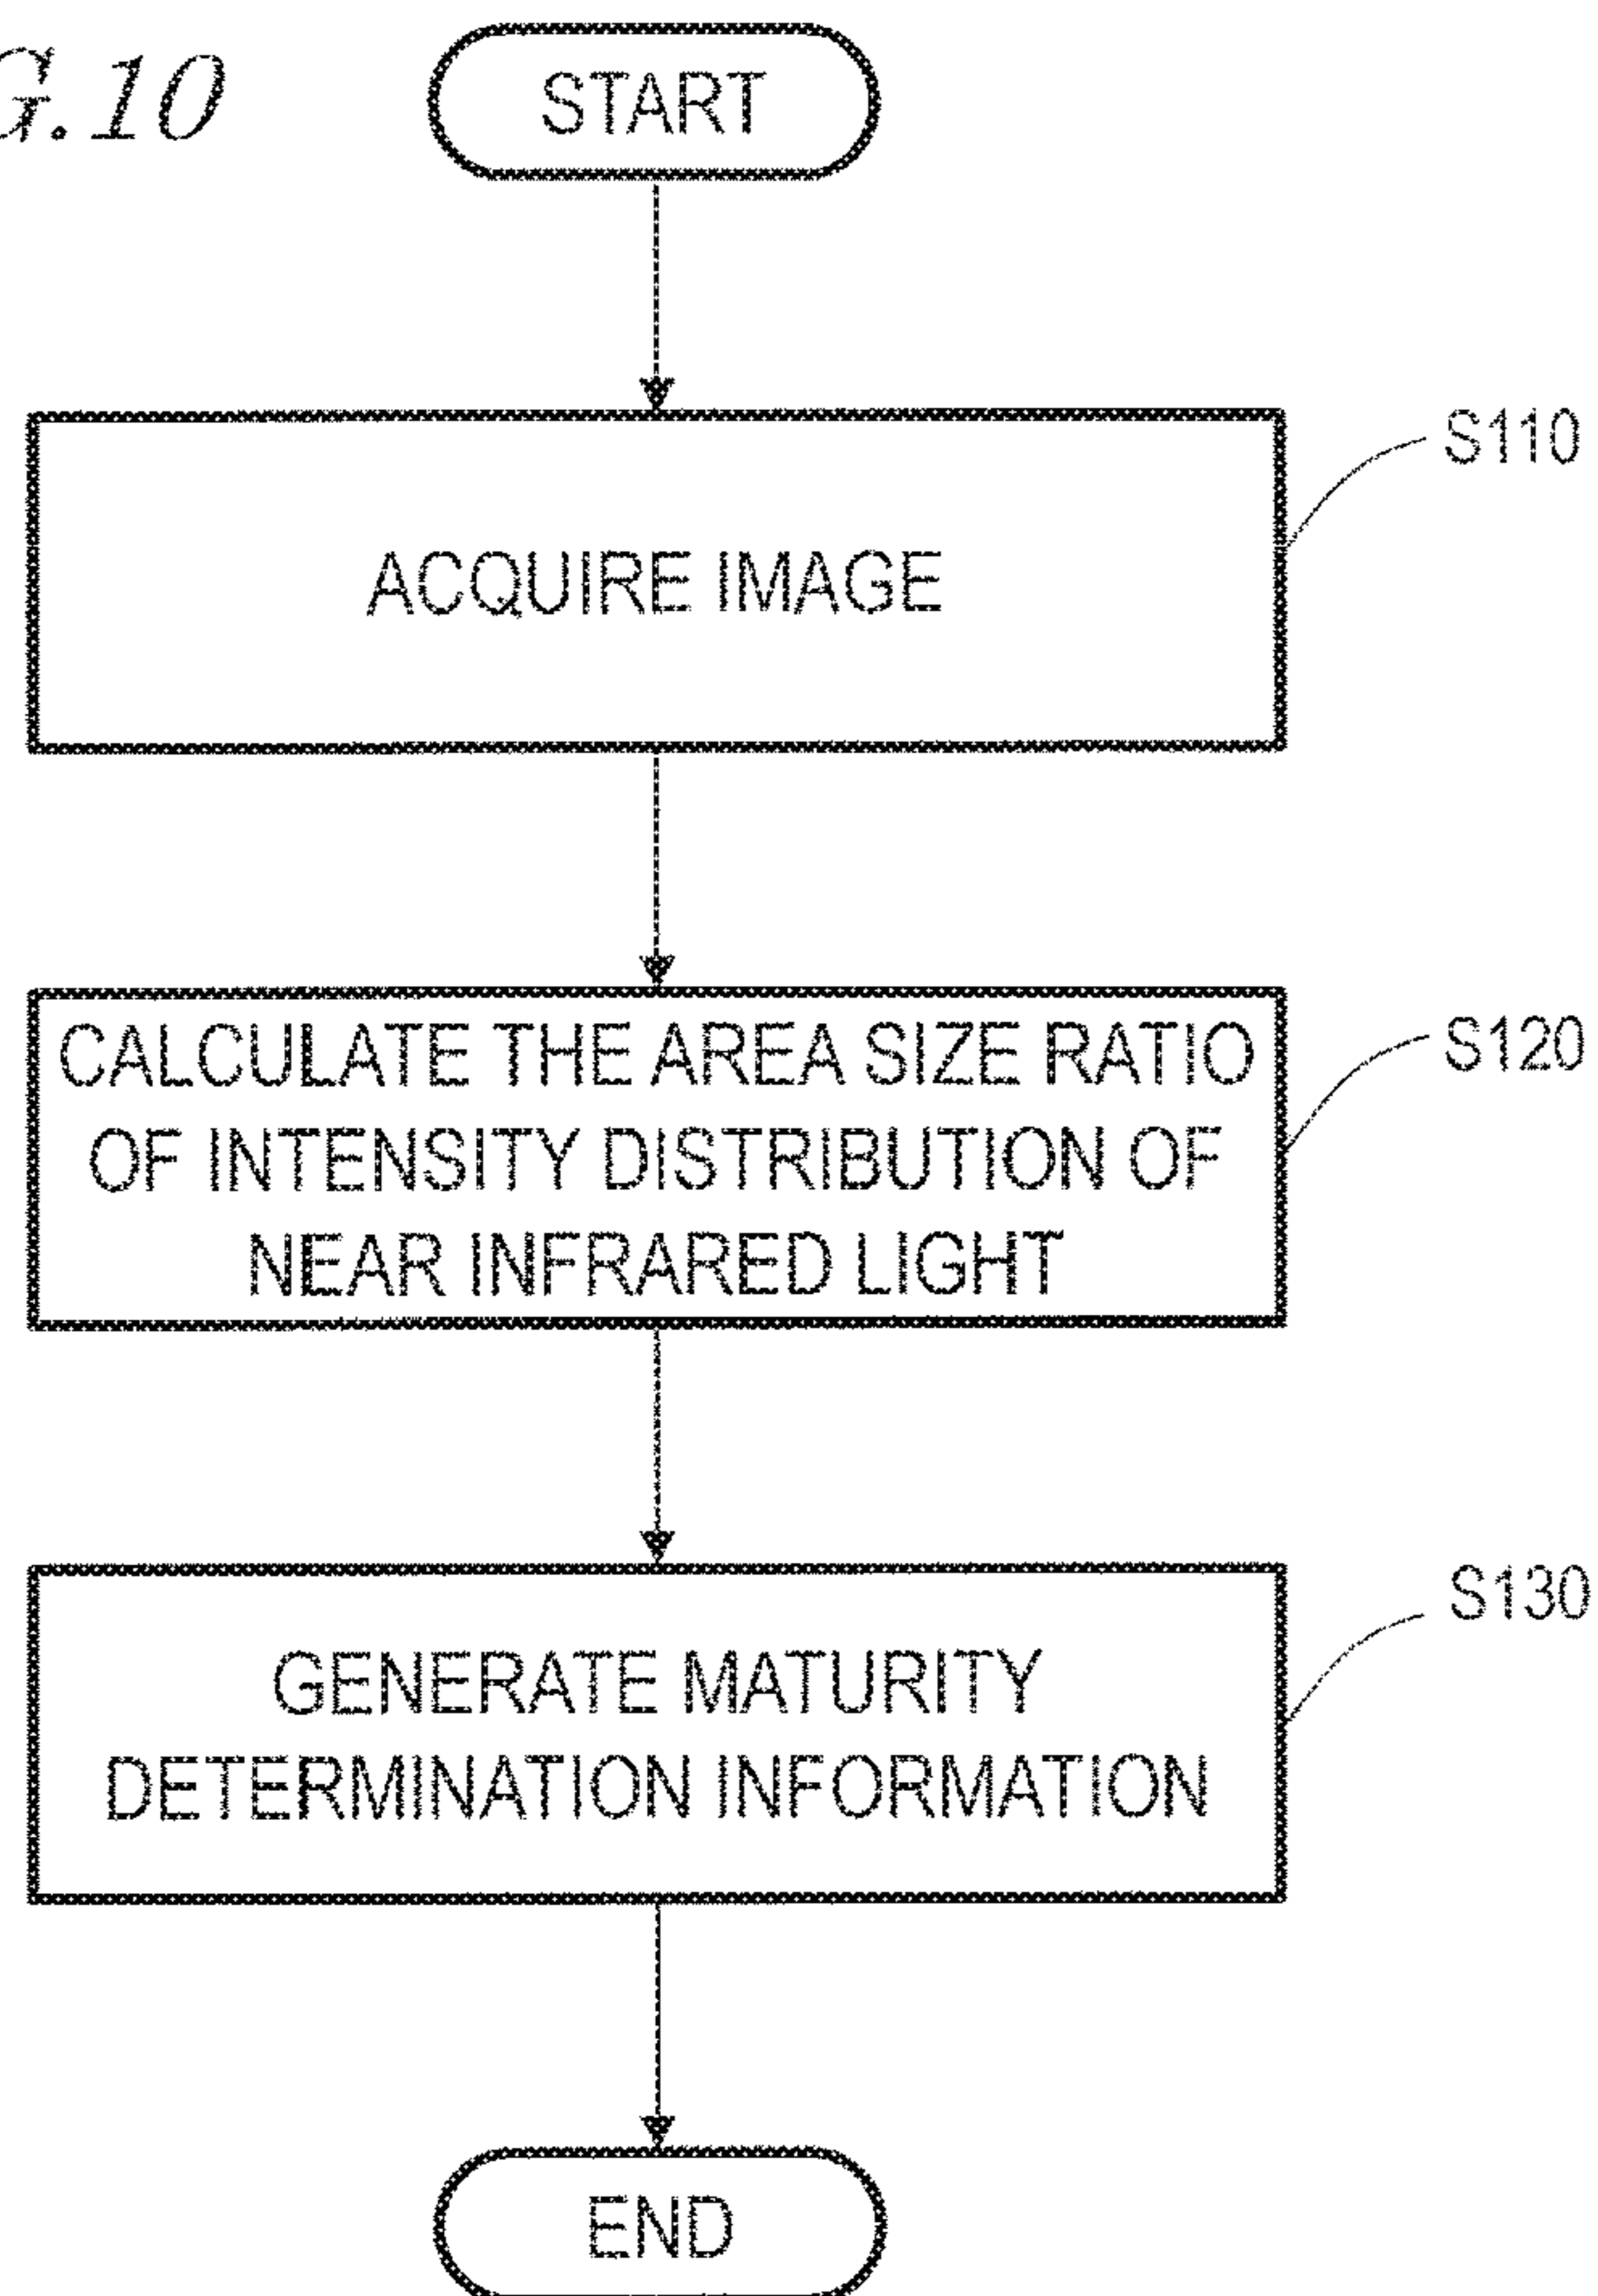 G.10
START
ACQUIRE IMAGE
S110
CALCULATE THE AREA SIZE RATIO
OF INTENSITY DISTRIBUTION OF
NEAR INFRARED LIGHT
S120
GENERATE MATURITY
DETERMINATION INFORMATION
S130
END